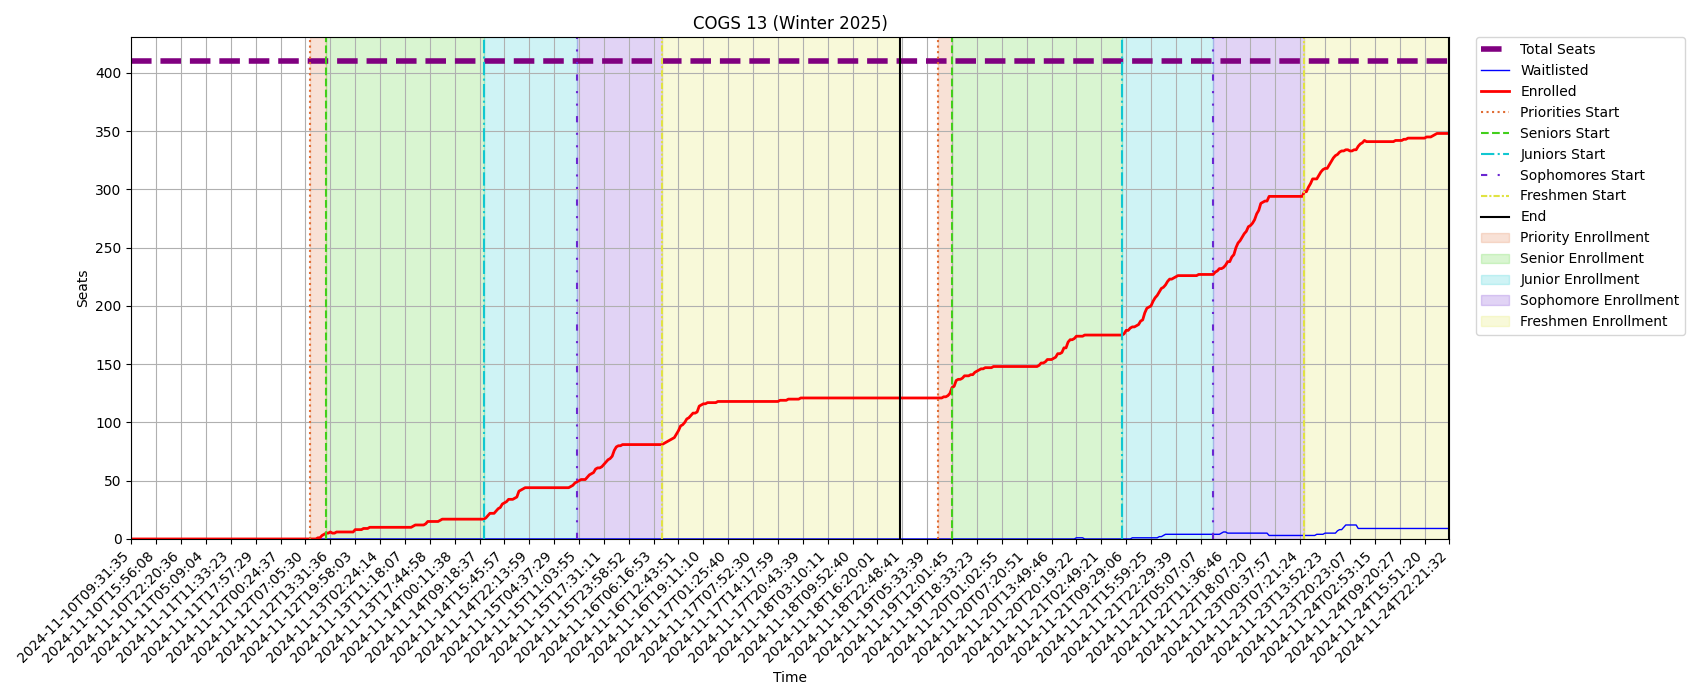 COGS 13 (Winter 2025)
Seats
400
350
300
250
200
150
100
50
0
2024-11-10T09:31:35
2024-11-10T15:56:08
2024-11-10T22:20:36
2024-11-11T05:09:04
2024-11-11T11:33:23
2024-11-11T17:57:29
2024-11-12T00:24:37
2024-11-12T07:05:30
2024-11-12T13:31:36
2024-11-12T19:58:03
2024-11-13T02:24:14
2024-11-13T11:18:07
2024-11-13T17:44:58
2024-11-14T00:11:38
2024-11-14T09:18:37
2024-11-14T15:45:57
2024-11-14T22:13:59
2024-11-15T04:37:29
2024-11-15T11:03:55
2024-11-15T17:31:11
2024-11-15T23:58:52
2024-11-16T06:16:53
2024-11-16T12:43:51
2024-11-16T19:11:10
2024-11-17T01:25:40
2024-11-17T07:52:30
2024-11-17T14:17:59
2024-11-17T20:43:39
2024-11-18T03:10:11
2024-11-18T09:52:40
2024-11-18T16:20:01
2024-11-18T22:48:41
2024-11-19T05:33:39
2024-11-19T12:01:45
2024-11-19T18:33:23
2024-11-20T01:02:55
2024-11-20T07:20:51
2024-11-20T13:49:46
2024-11-20T20:19:22
2024-11-21T02:49:21
2024-11-21T09:29:06
2024-11-21T15:59:25
2024-11-21T22:29:39
2024-11-22T05:07:07
2024-11-22T11:36:46
2024-11-22T18:07:20
2024-11-23T00:37:57
2024-11-23T07:21:24
2024-11-23T13:52:23
2024-11-23T20:23:07
2024-11-24T02:53:15
2024-11-24T09:20:27
2024-11-24T15:51:20
2024-11-24T22:21:32
Time
Total Seats
Waitlisted
Enrolled
Priorities Start
Seniors Start
Juniors Start
Sophomores Start
Freshmen Start
End
Priority Enrollment
Senior Enrollment
Junior Enrollment
Sophomore Enrollment
Freshmen Enrollment